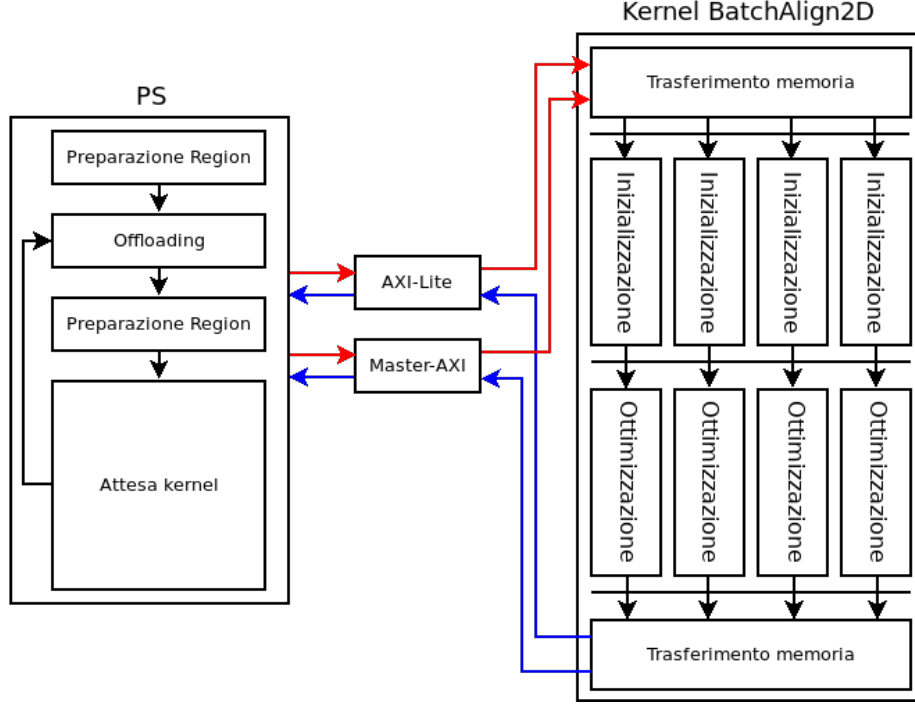 Kernel BatchAlign2D
PS
Preparazione Region
Offloading
Preparazione Region
Attesa kernel
AXI-Lite
Master-AXI
Trasferimento memoria
Inizializzazione
Inizializzazione
Inizializzazione
Inizializzazione
Ottimizzazione
Ottimizzazione
Ottimizzazione
Ottimizzazione
Trasferimento memoria